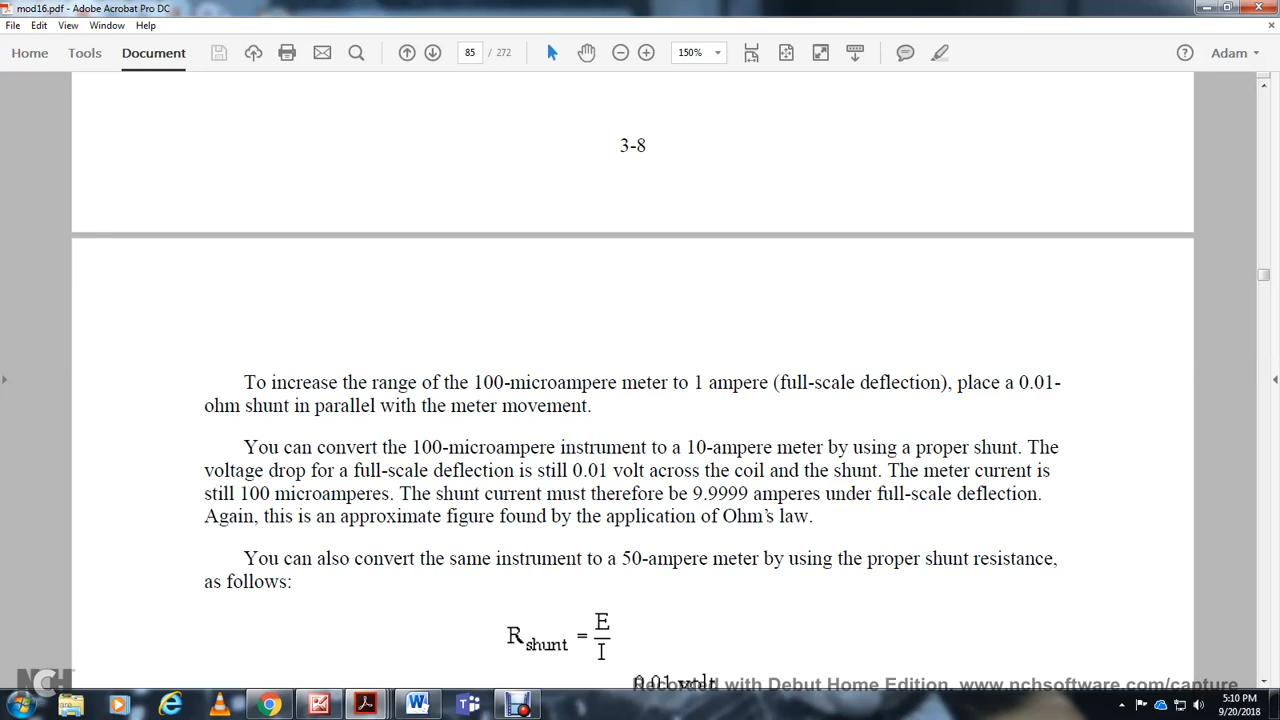 mod16.pdf - Adobe Acrobat Pro DC
File Edit View Window Help
Home Tools Document 85 / 272 150% Adam
3-8
To increase the range of the 100-microampere meter to 1 ampere (full-scale deflection), place a 0.01-
ohm shunt in parallel with the meter movement.
You can convert the 100-microampere instrument to a 10-ampere meter by using a proper shunt. The
voltage drop for a full-scale deflection is still 0.01 volt across the coil and the shunt. The meter current is
still 100 microamperes. The shunt current must therefore be 9.9999 amperes under full-scale deflection.
Again, this is an approximate figure found by the application of Ohm's law.
You can also convert the same instrument to a 50-ampere meter by using the proper shunt resistance,
as follows:
R shunt = E
I
0.01 volt
NCH
Recorded with Debut Home Edition. www.nchsoftware.com/capture
5:10 PM
9/20/2018